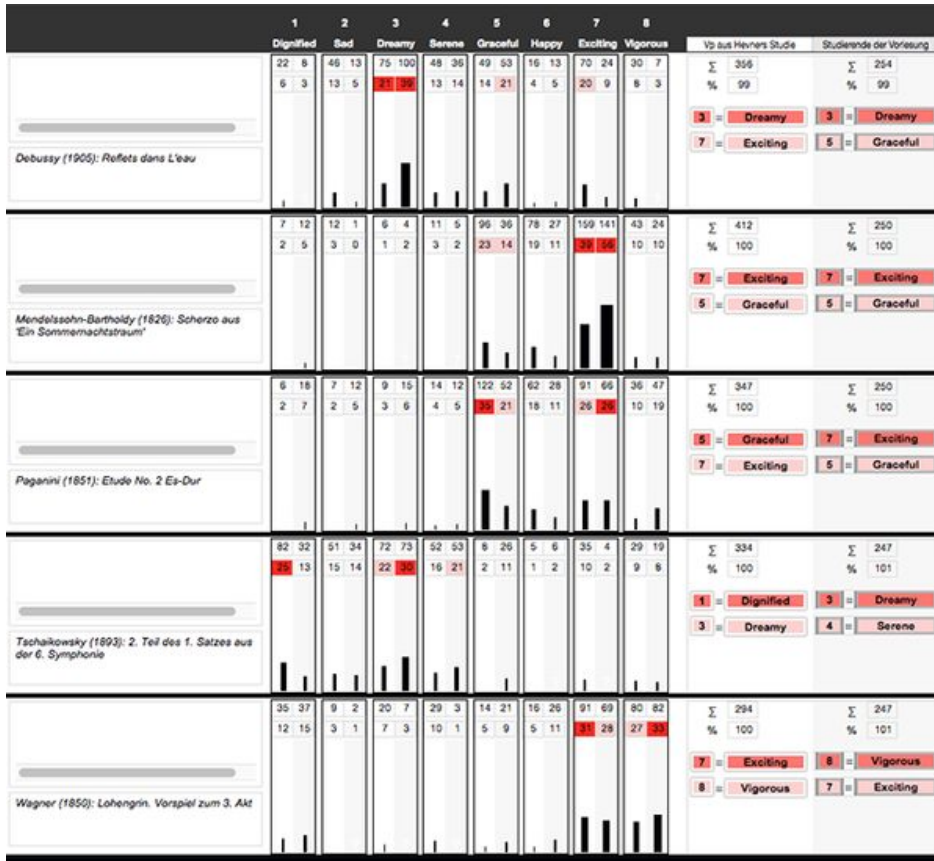 1 2 3 4 5 6 7 8
Dignified Sad Dreamy Serene Graceful Happy Exciting Vigorous Vp aus Hevners Studie Studierende der Vorlesung
22 8 46 13 75 100 48 36 49 53 16 13 70 24 30 7 Σ 356 Σ 254
6 3 13 5 21 39 13 14 14 21 4 5 20 9 8 3 % 99 % 99
3 = Dreamy 3 = Dreamy
7 = Exciting 5 = Graceful
Debussy (1905): Reflets dans L'eau
7 12 12 1 6 4 11 5 96 36 78 27 159 141 43 24 Σ 412 Σ 250
2 5 3 0 1 2 3 2 23 14 19 11 39 56 10 10 % 100 % 100
7 = Exciting 7 = Exciting
5 = Graceful 5 = Graceful
Mendelssohn-Bartholdy (1826): Scherzo aus
'Ein Sommernachtstraum'
6 18 7 12 9 15 14 12 122 52 62 28 91 66 36 47 Σ 347 Σ 250
2 7 2 5 3 6 4 5 35 21 18 11 26 26 10 19 % 100 % 100
5 = Graceful 7 = Exciting
7 = Exciting 5 = Graceful
Paganini (1851): Etude No. 2 Es-Dur
82 32 51 34 72 73 52 53 8 26 5 6 35 4 29 19 Σ 334 Σ 247
25 13 15 14 22 30 16 21 2 11 1 2 10 2 9 8 % 100 % 101
1 = Dignified 3 = Dreamy
3 = Dreamy 4 = Serene
Tschaikowsky (1893): 2. Teil des 1. Satzes aus
der 6. Symphonie
35 37 9 2 20 7 29 3 14 21 16 26 91 69 80 82 Σ 294 Σ 247
12 15 3 1 7 3 10 1 5 9 5 11 31 28 27 33 % 100 % 101
7 = Exciting 8 = Vigorous
8 = Vigorous 7 = Exciting
Wagner (1850): Lohengrin. Vorspiel zum 3. Akt